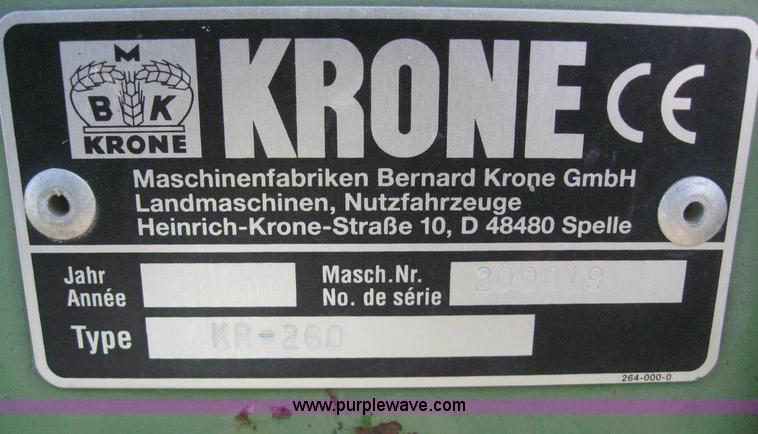 M
B K
KRONE
KRONE CE
Maschinenfabriken Bernard Krone GmbH
Landmaschinen, Nutzfahrzeuge
Heinrich-Krone-Straße 10, D 48480 Spelle
Jahr
Année
Masch.Nr.
No. de série
200019
Type KR-260
264-000-0
www.purplewave.com